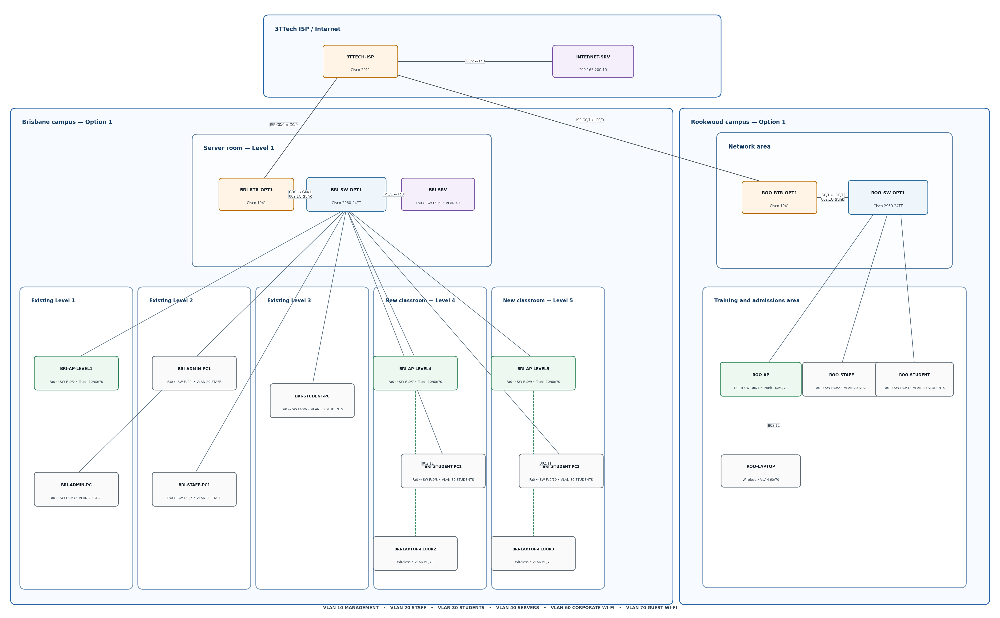 3TTech ISP / Internet
3TTECH-ISP
Cisco 2911
G0/2 ↔ Fa0
INTERNET-SRV
209.165.200.10
Brisbane campus — Option 1
ISP G0/0 ↔ G0/0
ISP G0/1 ↔ G0/0
Server room — Level 1
BRI-RTR-OPT1
Cisco 1941
G0/1 ↔ Gi0/1
802.1Q trunk
BRI-SW-OPT1
Cisco 2960-24TT
Fa0/1 ↔ Fa0
BRI-SRV
Fa0 ↔ SW Fa0/1 • VLAN 40
Existing Level 1
BRI-AP-LEVEL1
Fa0 ↔ SW Fa0/2 • Trunk 10/60/70
BRI-ADMIN-PC
Fa0 ↔ SW Fa0/3 • VLAN 20 STAFF
Existing Level 2
BRI-ADMIN-PC1
Fa0 ↔ SW Fa0/4 • VLAN 20 STAFF
BRI-STAFF-PC1
Fa0 ↔ SW Fa0/5 • VLAN 20 STAFF
Existing Level 3
BRI-STUDENT-PC
Fa0 ↔ SW Fa0/6 • VLAN 30 STUDENTS
New classroom — Level 4
BRI-AP-LEVEL4
Fa0 ↔ SW Fa0/7 • Trunk 10/60/70
802.11
BRI-STUDENT-PC1
Fa0 ↔ SW Fa0/8 • VLAN 30 STUDENTS
BRI-LAPTOP-FLOOR2
Wireless • VLAN 60/70
New classroom — Level 5
BRI-AP-LEVEL5
Fa0 ↔ SW Fa0/9 • Trunk 10/60/70
802.11
BRI-STUDENT-PC2
Fa0 ↔ SW Fa0/10 • VLAN 30 STUDENTS
BRI-LAPTOP-FLOOR3
Wireless • VLAN 60/70
Rookwood campus — Option 1
Network area
ROO-RTR-OPT1
Cisco 1941
G0/1 ↔ Gi0/1
802.1Q trunk
ROO-SW-OPT1
Cisco 2960-24TT
Training and admissions area
ROO-AP
Fa0 ↔ SW Fa0/1 • Trunk 10/60/70
ROO-STAFF
Fa0 ↔ SW Fa0/2 • VLAN 20 STAFF
ROO-STUDENT
Fa0 ↔ SW Fa0/3 • VLAN 30 STUDENTS
802.11
ROO-LAPTOP
Wireless • VLAN 60/70
VLAN 10 MANAGEMENT • VLAN 20 STAFF • VLAN 30 STUDENTS • VLAN 40 SERVERS • VLAN 60 CORPORATE WI-FI • VLAN 70 GUEST WI-FI